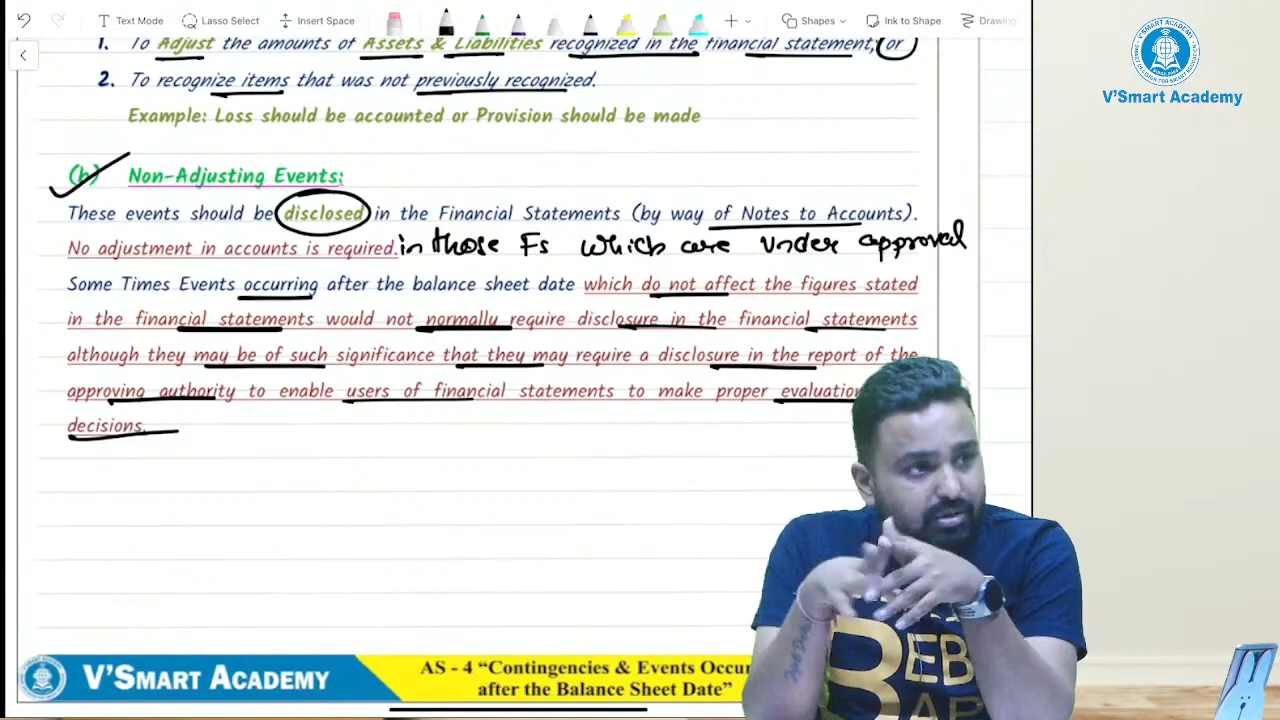 Text Mode
Lasso Select
Insert Space
Shapes
Ink to Shape
Drawing
V'Smart Academy
1. To Adjust the amounts of Assets & Liabilities recognized in the financial statement; or
2. To recognize items that was not previously recognized.
Example: Loss should be accounted or Provision should be made
(b) Non-Adjusting Events:
These events should be disclosed in the Financial Statements (by way of Notes to Accounts).
No adjustment in accounts is required. in those Fs which are under approval
Some Times Events occurring after the balance sheet date which do not affect the figures stated
in the financial statements would not normally require disclosure in the financial statements
although they may be of such significance that they may require a disclosure in the report of the
approving authority to enable users of financial statements to make proper evaluation
decisions.
BEB
V'SMART ACADEMY
AS - 4 "Contingencies & Events Occu
after the Balance Sheet Date"